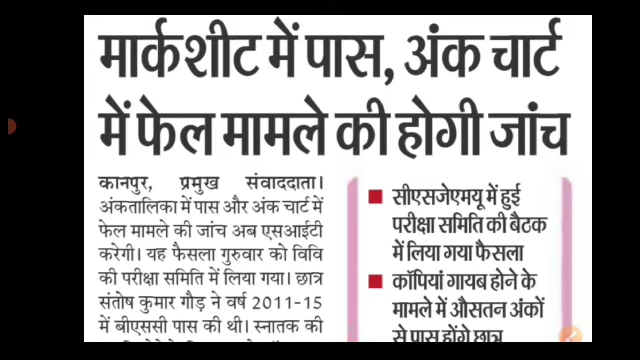 मार्कशीट में पास, अंक चार्ट
में फेल मामले की होगी जांच
कानपुर, प्रमुख संवाददाता।
अंकतालिका में पास और अंक चार्ट में
फेल मामले की जांच अब एसआईटी
करेगी। यह फैसला गुरुवार को विवि
की परीक्षा समिति में लिया गया। छात्र
संतोष कुमार गौड़ ने वर्ष 2011-15
में बीएससी पास की थी। स्नातक की
सीएसजेएमयू में हुई
परीक्षा समिति की बैठक
में लिया गया फैसला
कॉपियां गायब होने के
मामले में औसतन अंकों
से पास होंगे छात्र